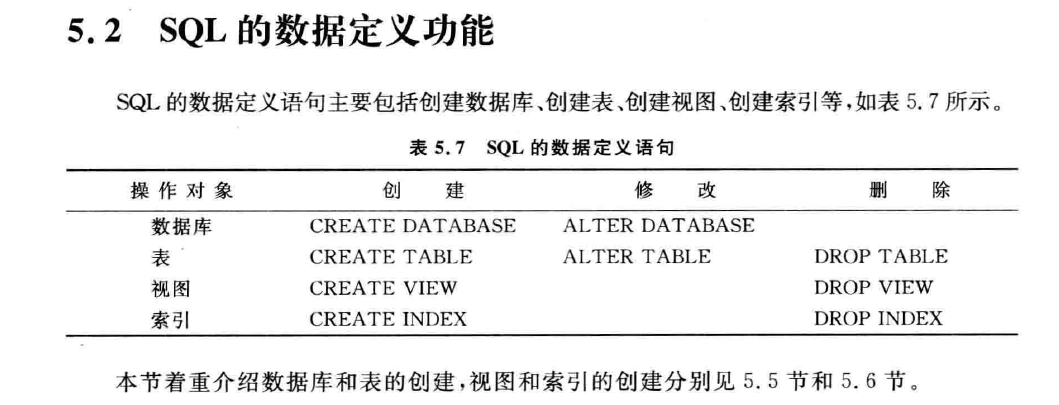 5.2 SQL 的数据定义功能
SQL 的数据定义语句主要包括创建数据库、创建表、创建视图、创建索引等,如表 5.7 所示。
表 5.7 SQL 的数据定义语句
操作对象 创建 修改 删除
数据库 CREATE DATABASE ALTER DATABASE
表 CREATE TABLE ALTER TABLE DROP TABLE
视图 CREATE VIEW DROP VIEW
索引 CREATE INDEX DROP INDEX
本节着重介绍数据库和表的创建,视图和索引的创建分别见 5.5 节和 5.6 节。